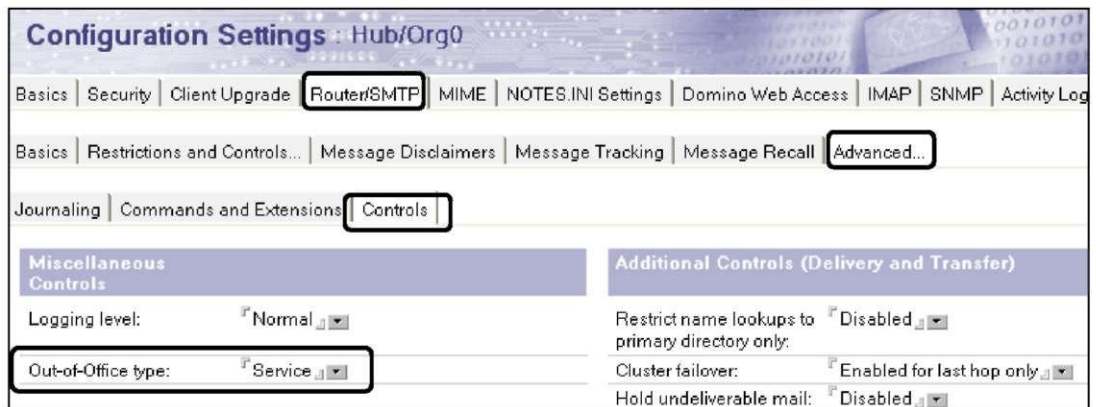 Configuration Settings : Hub/Org0
Basics | Security | Client Upgrade | Router/SMTP | MIME | NOTES.INI Settings | Domino Web Access | IMAP | SNMP | Activity Log
Basics | Restrictions and Controls... | Message Disclaimers | Message Tracking | Message Recall | Advanced...
Journaling | Commands and Extensions | Controls |
Miscellaneous
Controls
Logging level: Normal
Out-of-Office type: Service
Additional Controls (Delivery and Transfer)
Restrict name lookups to Disabled
primary directory only:
Cluster failover: Enabled for last hop only
Hold undeliverable mail: Disabled